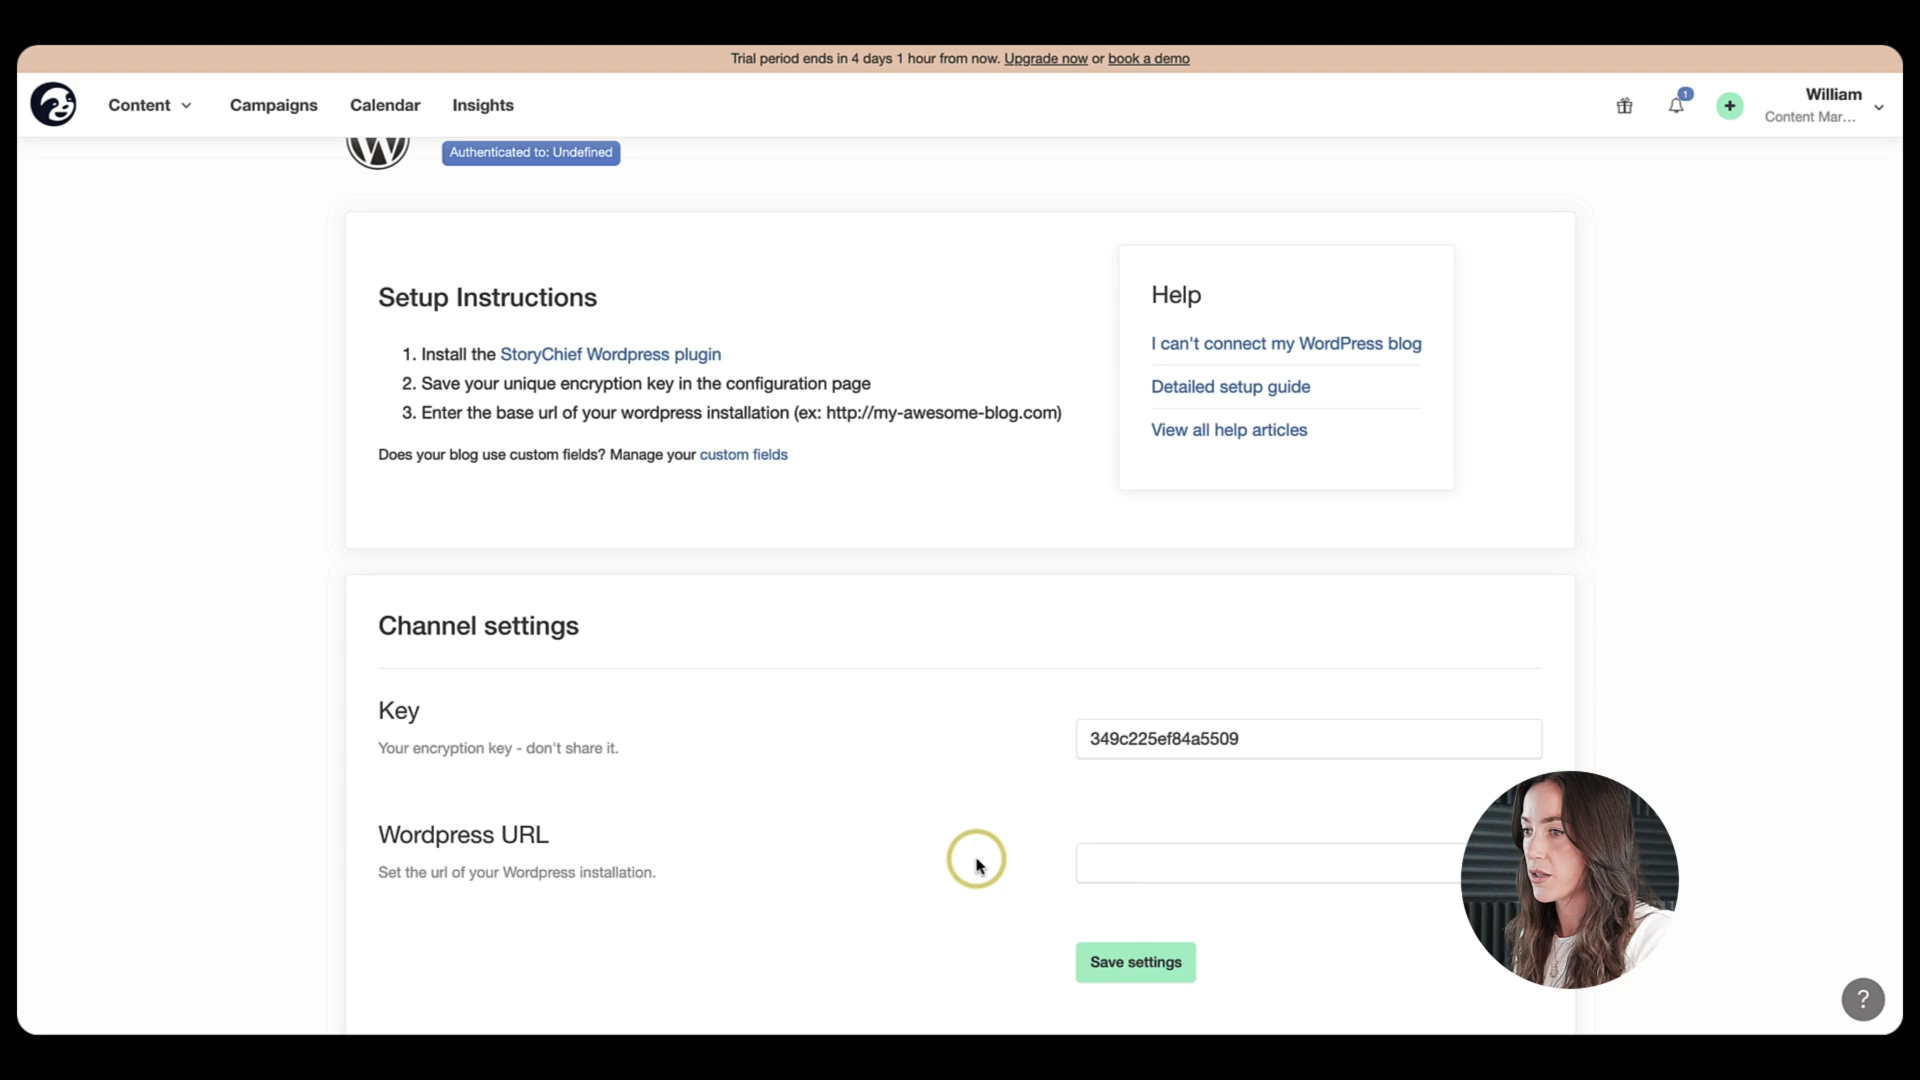 Trial period ends in 4 days 1 hour from now. Upgrade now or book a demo
Content Campaigns Calendar Insights
1
+
William
Content Mar...
Authenticated to: Undefined
Setup Instructions
1. Install the StoryChief Wordpress plugin
2. Save your unique encryption key in the configuration page
3. Enter the base url of your wordpress installation (ex: http://my-awesome-blog.com)
Does your blog use custom fields? Manage your custom fields
Help
I can't connect my WordPress blog
Detailed setup guide
View all help articles
Channel settings
Key
Your encryption key - don't share it.
349c225ef84a5509
Wordpress URL
Set the url of your Wordpress installation.
Save settings
?